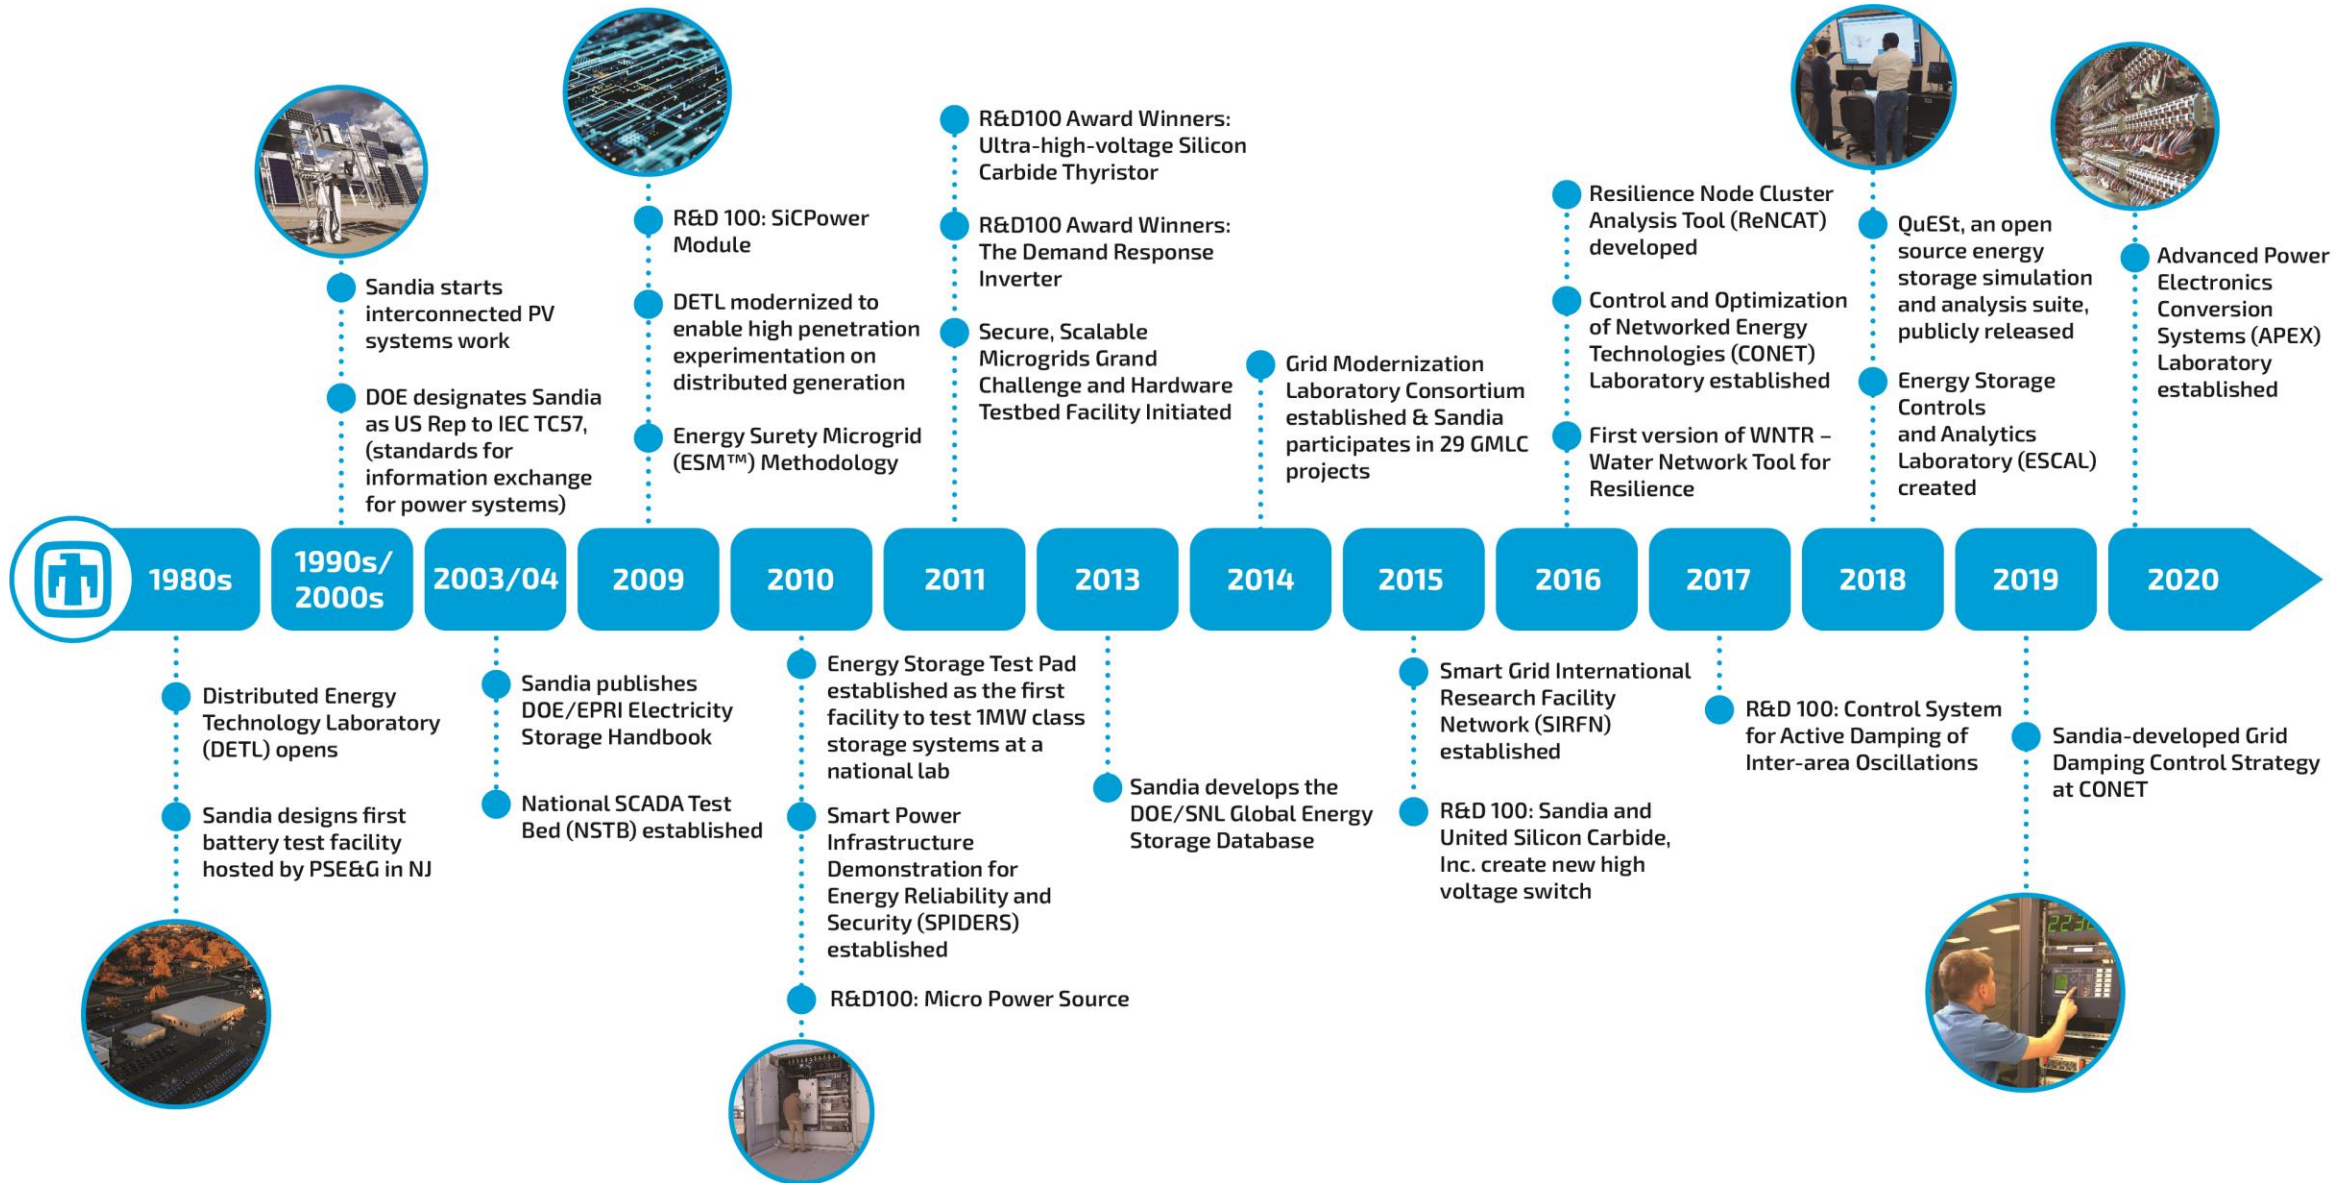 R&D100 Award Winners:
Ultra-high-voltage Silicon
Carbide Thyristor
R&D100 Award Winners:
The Demand Response
Inverter
Secure, Scalable
Microgrids Grand
Challenge and Hardware
Testbed Facility Initiated
Sandia starts
interconnected PV
systems work
DOE designates Sandia
as US Rep to IEC TC57,
(standards for
information exchange
for power systems)
R&D 100: SiCPower
Module
DETL modernized to
enable high penetration
experimentation on
distributed generation
Energy Surety Microgrid
(ESM™) Methodology
Grid Modernization
Laboratory Consortium
established & Sandia
participates in 29 GMLC
projects
Resilience Node Cluster
Analysis Tool (ReNCAT)
developed
Control and Optimization
of Networked Energy
Technologies (CONET)
Laboratory established
First version of WNTR –
Water Network Tool for
Resilience
QuESt, an open
source energy
storage simulation
and analysis suite,
publicly released
Energy Storage
Controls
and Analytics
Laboratory (ESCAL)
created
Advanced Power
Electronics
Conversion
Systems (APEX)
Laboratory
established
1980s
1990s/
2000s
2003/04
2009
2010
2011
2013
2014
2015
2016
2017
2018
2019
2020
Distributed Energy
Technology Laboratory
(DETL) opens
Sandia designs first
battery test facility
hosted by PSE&G in NJ
Sandia publishes
DOE/EPRI Electricity
Storage Handbook
National SCADA Test
Bed (NSTB) established
Energy Storage Test Pad
established as the first
facility to test 1MW class
storage systems at a
national lab
Smart Power
Infrastructure
Demonstration for
Energy Reliability and
Security (SPIDERS)
established
R&D100: Micro Power Source
Sandia develops the
DOE/SNL Global Energy
Storage Database
Smart Grid International
Research Facility
Network (SIRFN)
established
R&D 100: Sandia and
United Silicon Carbide,
Inc. create new high
voltage switch
R&D 100: Control System
for Active Damping of
Inter-area Oscillations
Sandia-developed Grid
Damping Control Strategy
at CONET